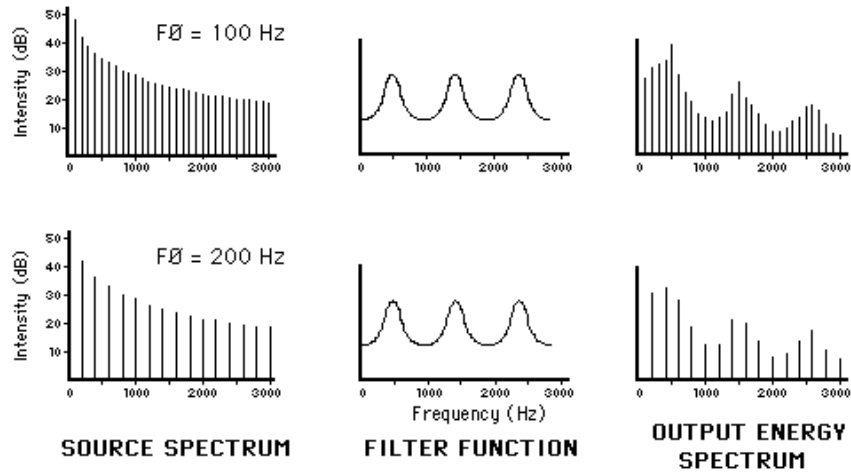 Intensity (dB)
50
40
30
20
10
FØ = 100 Hz
0 1000 2000 3000
0 1000 2000 3000
0 1000 2000 3000
Intensity (dB)
50
40
30
20
10
FØ = 200 Hz
0 1000 2000 3000
0 1000 2000 3000
0 1000 2000 3000
Frequency (Hz)
SOURCE SPECTRUM
FILTER FUNCTION
OUTPUT ENERGY
SPECTRUM